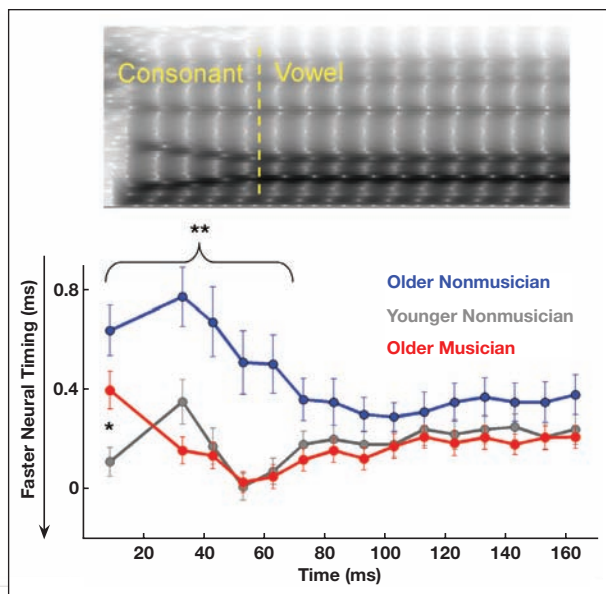 Consonant Vowel
**
Older Nonmusician
Younger Nonmusician
Older Musician
Faster Neural Timing (ms)
0.8
0.4
0
*
20 40 60 80 100 120 140 160
Time (ms)